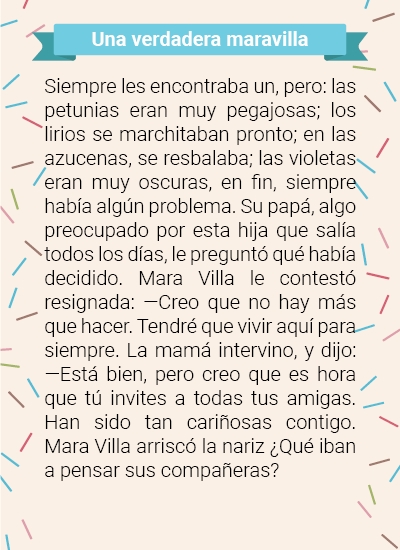 Una verdadera maravilla
Siempre les encontraba un, pero: las
petunias eran muy pegajosas; los
lirios se marchitaban pronto; en las
azucenas, se resbalaba; las violetas
eran muy oscuras, en fin, siempre
había algún problema. Su papá, algo
preocupado por esta hija que salía
todos los días, le preguntó qué había
decidido. Mara Villa le contestó
resignada: —Creo que no hay más
que hacer. Tendré que vivir aquí para
siempre. La mamá intervino, y dijo:
—Está bien, pero creo que es hora
que tú invites a todas tus amigas.
Han sido tan cariñosas contigo.
Mara Villa arriscó la nariz ¿Qué iban
a pensar sus compañeras?